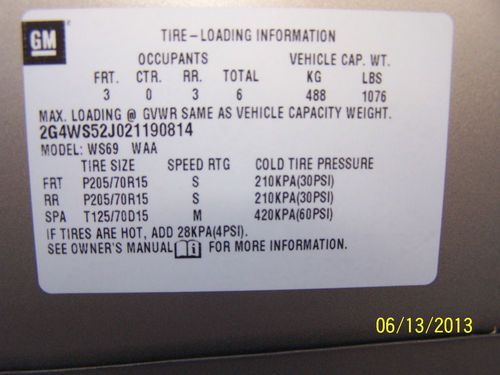 GM
TIRE-LOADING INFORMATION
OCCUPANTS VEHICLE CAP. WT.
FRT. CTR. RR. TOTAL KG LBS
3 0 3 6 488 1076
MAX. LOADING @ GVWR SAME AS VEHICLE CAPACITY WEIGHT.
2G4WS52J021190814
MODEL: WS69 WAA
TIRE SIZE SPEED RTG COLD TIRE PRESSURE
FRT P205/70R15 S 210KPA(30PSI)
RR P205/70R15 S 210KPA(30PSI)
SPA T125/70D15 M 420KPA(60PSI)
IF TIRES ARE HOT, ADD 28KPA(4PSI).
SEE OWNER'S MANUAL FOR MORE INFORMATION.
06/13/2013